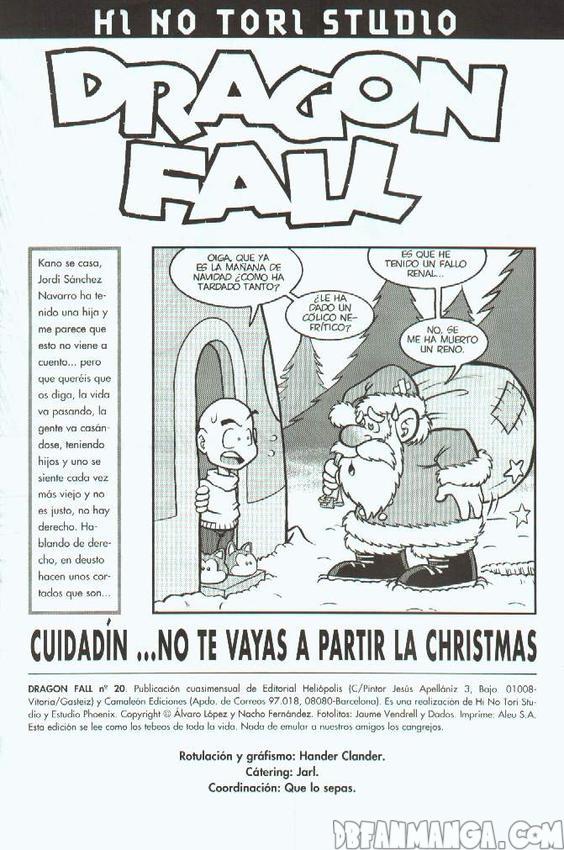 HI NO TORI STUDIO
DRAGON
FALL
Kano se casa,
Jordi Sánchez
Navarro ha te-
nido una hija y
me parece que
esto no viene a
cuento... pero
que queréis que
os diga, la vida
va pasando, la
gente va casán-
dose, teniendo
hijos y uno se
siente cada vez
más viejo y no
es justo, no hay
derecho. Ha-
blando de dere-
cho, en deusto
hacen unos cor-
tados que son...
OIGA, QUE YA
ES LA MAÑANA DE
NAVIDAD ¿COMO HA
TARDADO TANTO?
ES QUE HE
TENIDO UN FALLO
RENAL...
¿LE HA
DADO UN
CÓLICO NE-
FRÍTICO?
NO, SE
ME HA MUERTO
UN RENO.
CUIDADÍN ...NO TE VAYAS A PARTIR LA CHRISTMAS
DRAGON FALL nº 20. Publicación cuasimensual de Editorial Heliópolis (C/Pintor Jesús Apellániz 3, Bajo. 01008-
Vitoria/Gasteiz) y Camaleón Ediciones (Apdo. de Correos 97.018, 08080-Barcelona). Es una realización de Hi No Tori Stu-
dio y Estudio Phoenix. Copyright © Álvaro López y Nacho Fernández. Fotolitos: Jaume Vendrell y Dados. Imprime: Aleu S.A.
Esta edición se lee como los tebeos de toda la vida. Nada de emular a nuestros amigos los cangrejos.
Rotulación y gráfismo: Hander Clander.
Cátering: Jarl.
Coordinación: Que lo sepas.
DBFANMANGA.COM